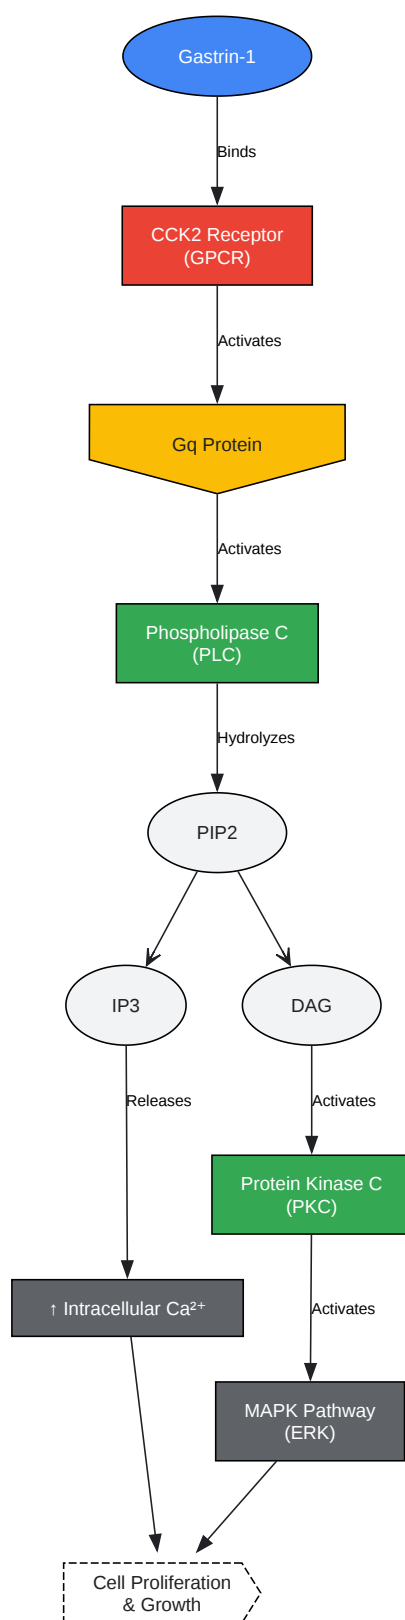 Gastrin-1
Binds
CCK2 Receptor
(GPCR)
Activates
Gq Protein
Activates
Phospholipase C
(PLC)
Hydrolyzes
PIP2
IP3
DAG
Releases
Activates
Protein Kinase C
(PKC)
↑ Intracellular Ca²⁺
Activates
MAPK Pathway
(ERK)
Cell Proliferation
& Growth